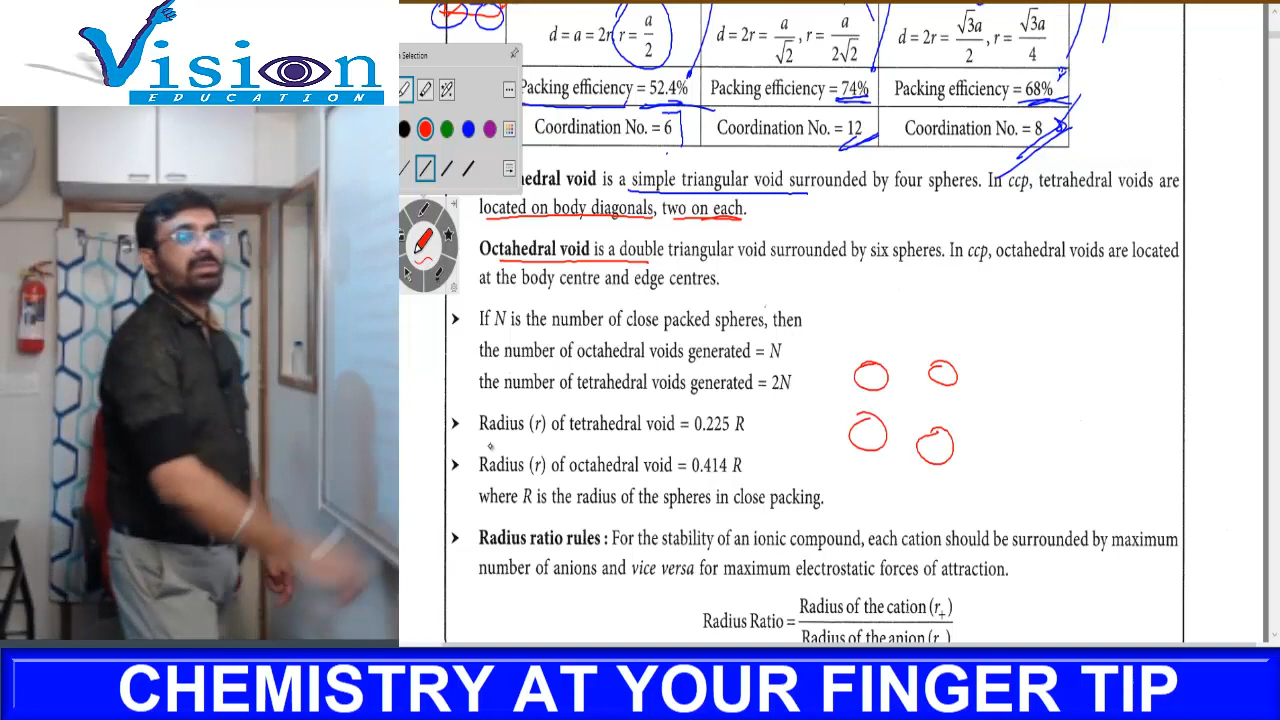 Vision
EDUCATION
d = a = 2r, r = a/2
d = 2r = a/√2, r = a/2√2
d = 2r = √3a/2, r = √3a/4
Selection
Packing efficiency = 52.4%
Packing efficiency = 74%
Packing efficiency = 68%
Coordination No. = 6
Coordination No. = 12
Coordination No. = 8
hedral void is a simple triangular void surrounded by four spheres. In ccp, tetrahedral voids are
located on body diagonals, two on each.
Octahedral void is a double triangular void surrounded by six spheres. In ccp, octahedral voids are located
at the body centre and edge centres.
➤ If N is the number of close packed spheres, then
the number of octahedral voids generated = N
the number of tetrahedral voids generated = 2N
➤ Radius (r) of tetrahedral void = 0.225 R
➤ Radius (r) of octahedral void = 0.414 R
where R is the radius of the spheres in close packing.
➤ Radius ratio rules : For the stability of an ionic compound, each cation should be surrounded by maximum
number of anions and vice versa for maximum electrostatic forces of attraction.
Radius Ratio = Radius of the cation (r₊)
Radius of the anion (r
CHEMISTRY AT YOUR FINGER TIP